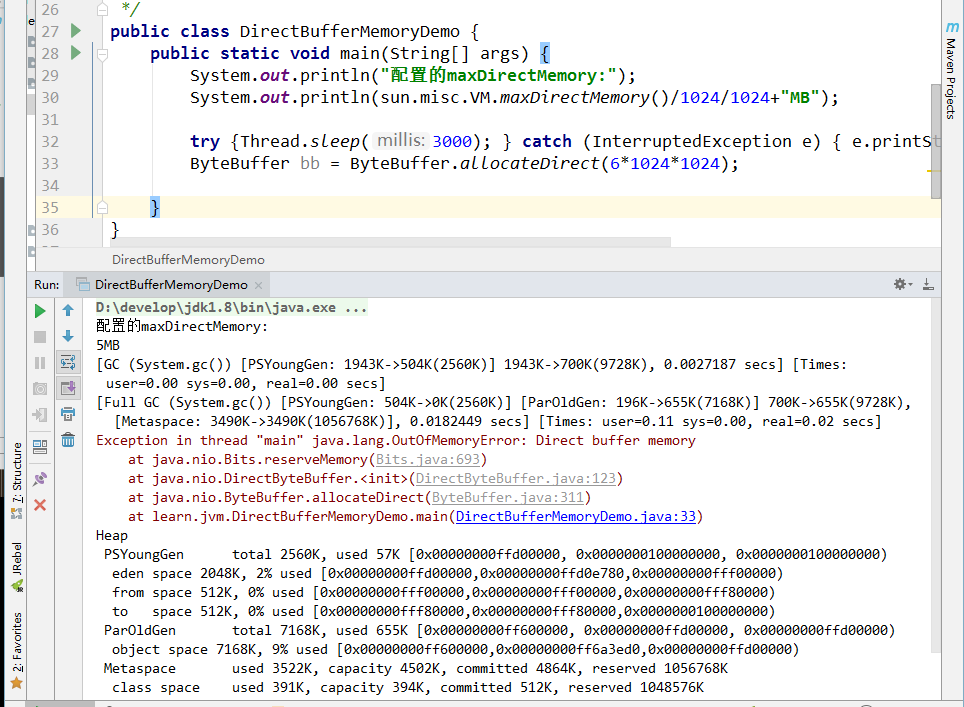 26 */
27 public class DirectBufferMemoryDemo {
28 public static void main(String[] args) {
29 System.out.println("配置的maxDirectMemory:");
30 System.out.println(sun.misc.VM.maxDirectMemory()/1024/1024+"MB");
31
32 try {Thread.sleep( millis: 3000); } catch (InterruptedException e) { e.printSt
33 ByteBuffer bb = ByteBuffer.allocateDirect(6*1024*1024);
34
35 }
36 }
DirectBufferMemoryDemo
Maven Projects
Run: DirectBufferMemoryDemo
D:\develop\jdk1.8\bin\java.exe ...
配置的maxDirectMemory:
5MB
[GC (System.gc()) [PSYoungGen: 1943K->504K(2560K)] 1943K->700K(9728K), 0.0027187 secs] [Times:
user=0.00 sys=0.00, real=0.00 secs]
[Full GC (System.gc()) [PSYoungGen: 504K->0K(2560K)] [ParOldGen: 196K->655K(7168K)] 700K->655K(9728K),
[Metaspace: 3490K->3490K(1056768K)], 0.0182449 secs] [Times: user=0.11 sys=0.00, real=0.02 secs]
Exception in thread "main" java.lang.OutOfMemoryError: Direct buffer memory
at java.nio.Bits.reserveMemory(Bits.java:693)
at java.nio.DirectByteBuffer.<init>(DirectByteBuffer.java:123)
at java.nio.ByteBuffer.allocateDirect(ByteBuffer.java:311)
at learn.jvm.DirectBufferMemoryDemo.main(DirectBufferMemoryDemo.java:33)
Heap
PSYoungGen total 2560K, used 57K [0x00000000ffd00000, 0x0000000100000000, 0x0000000100000000)
eden space 2048K, 2% used [0x00000000ffd00000,0x00000000ffd0e780,0x00000000fff00000)
from space 512K, 0% used [0x00000000fff00000,0x00000000fff00000,0x00000000fff80000)
to space 512K, 0% used [0x00000000fff80000,0x00000000fff80000,0x0000000100000000)
ParOldGen total 7168K, used 655K [0x00000000ff600000, 0x00000000ffd00000, 0x00000000ffd00000)
object space 7168K, 9% used [0x00000000ff600000,0x00000000ff6a3ed0,0x00000000ffd00000)
Metaspace used 3522K, capacity 4502K, committed 4864K, reserved 1056768K
class space used 391K, capacity 394K, committed 512K, reserved 1048576K
7: Structure
JRebel
2: Favorites